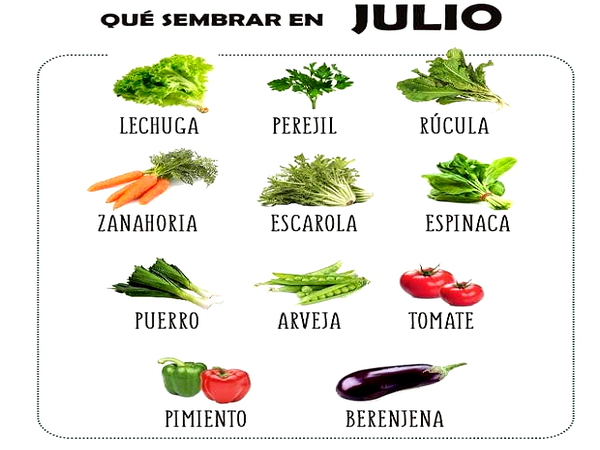 QUÉ SEMBRAR EN JULIO
LECHUGA PEREJIL RÚCULA
ZANAHORIA ESCAROLA ESPINACA
PUERRO ARVEJA TOMATE
PIMIENTO BERENJENA